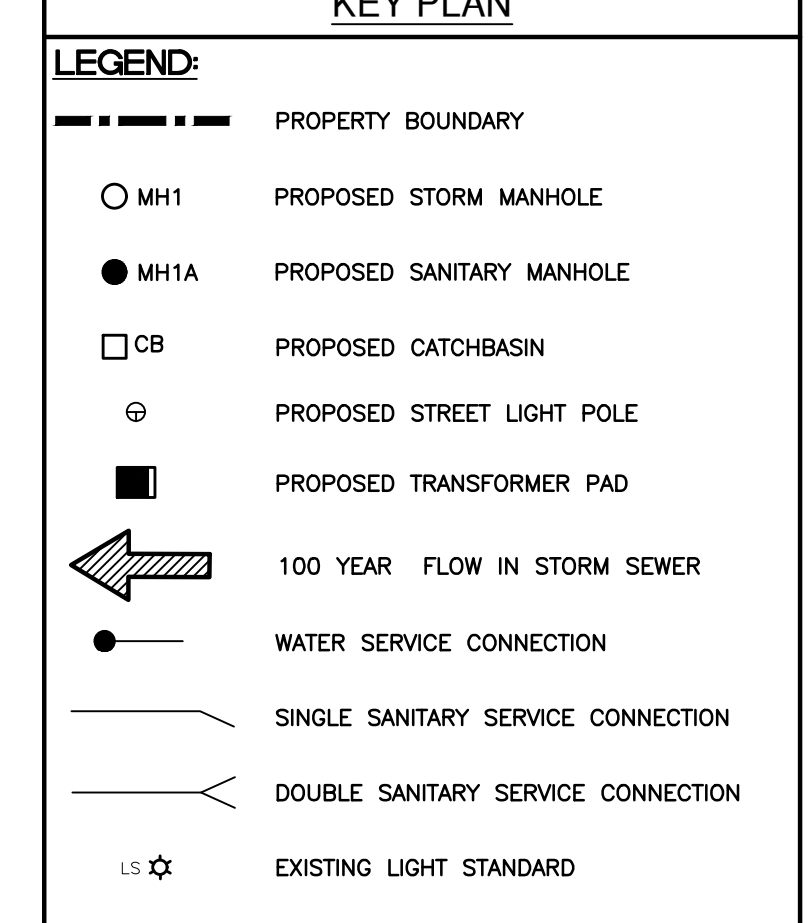 KEY PLAN
LEGEND:
PROPERTY BOUNDARY
MH1 PROPOSED STORM MANHOLE
MH1A PROPOSED SANITARY MANHOLE
CB PROPOSED CATCHBASIN
PROPOSED STREET LIGHT POLE
PROPOSED TRANSFORMER PAD
100 YEAR FLOW IN STORM SEWER
WATER SERVICE CONNECTION
SINGLE SANITARY SERVICE CONNECTION
DOUBLE SANITARY SERVICE CONNECTION
LS EXISTING LIGHT STANDARD